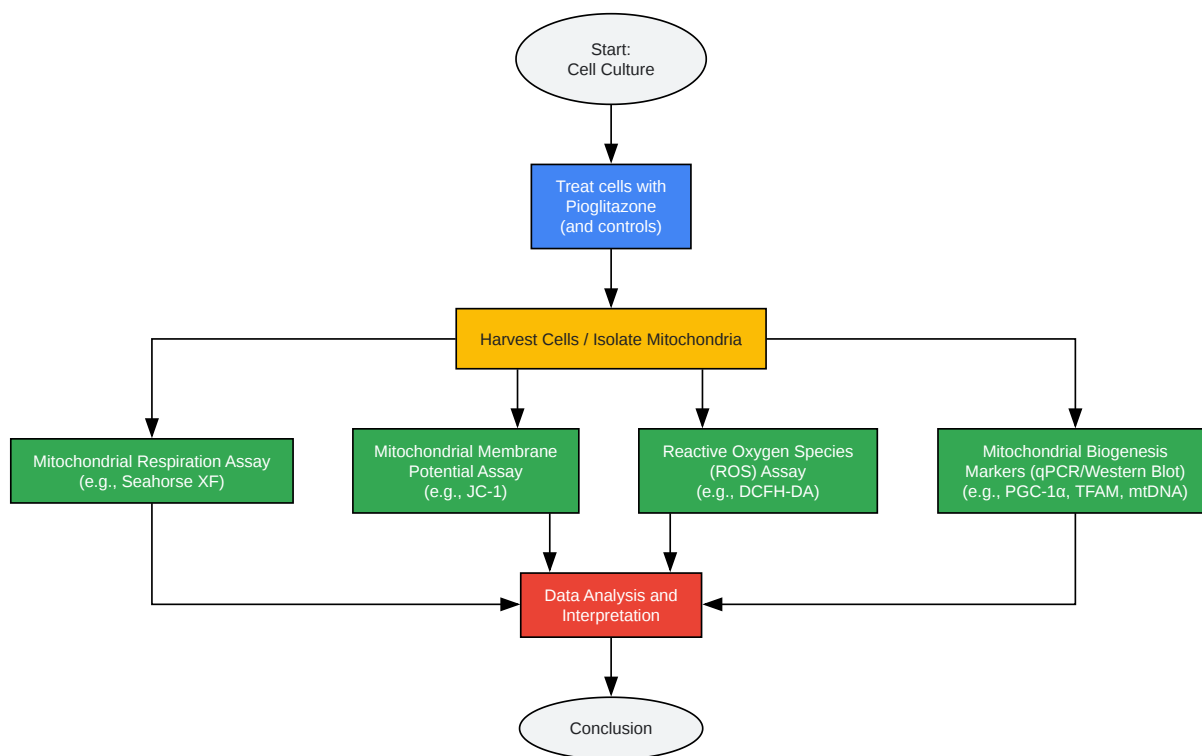 Start:
Cell Culture
Treat cells with
Pioglitazone
(and controls)
Harvest Cells / Isolate Mitochondria
Mitochondrial Respiration Assay
(e.g., Seahorse XF)
Mitochondrial Membrane
Potential Assay
(e.g., JC-1)
Reactive Oxygen Species
(ROS) Assay
(e.g., DCFH-DA)
Mitochondrial Biogenesis
Markers (qPCR/Western Blot)
(e.g., PGC-1α, TFAM, mtDNA)
Data Analysis and
Interpretation
Conclusion